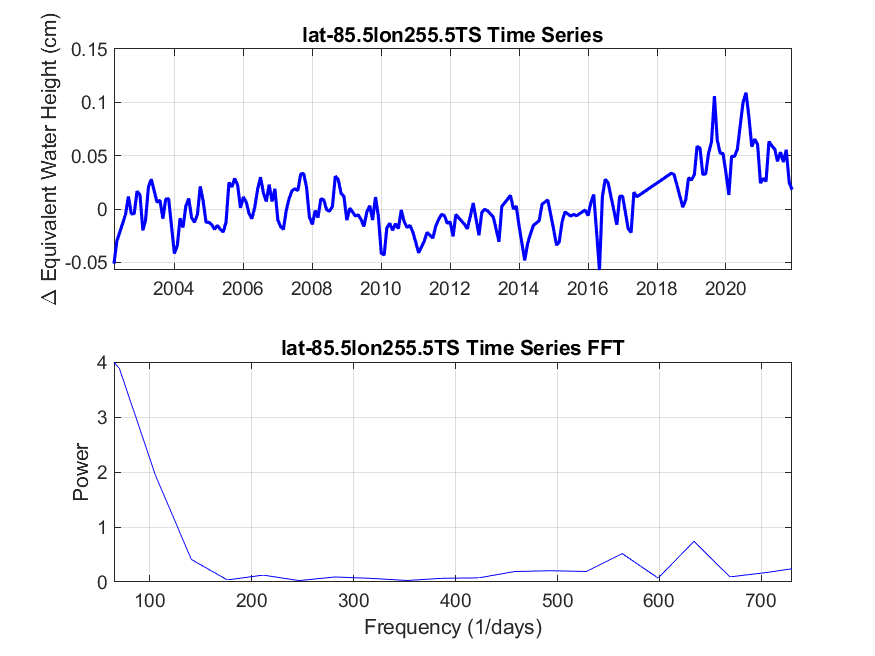 lat-85.5lon255.5TS Time Series
Δ Equivalent Water Height (cm)
0.15
0.1
0.05
0
-0.05
2004 2006 2008 2010 2012 2014 2016 2018 2020
lat-85.5lon255.5TS Time Series FFT
Power
4
3
2
1
0
100 200 300 400 500 600 700
Frequency (1/days)